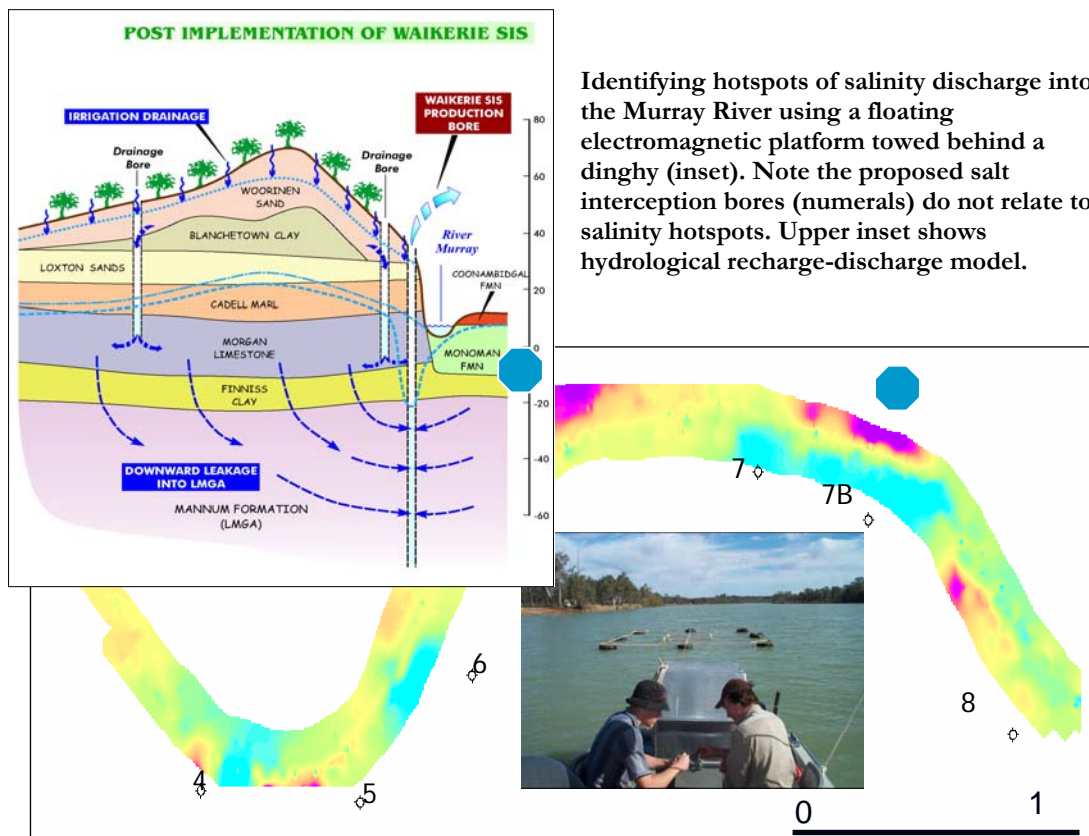 POST IMPLEMENTATION OF WAIKERIE SIS
IRRIGATION DRAINAGE
WAIKERIE SIS
PRODUCTION
BORE
Drainage
Bore
Drainage
Bore
WOORINEN
SAND
BLANCHETOWN CLAY
River
Murray
LOXTON SANDS
COONAMBIDGAL
FMN
CADELL MARL
MORGAN
LIMESTONE
MONOMAN
FMN
FINNISS
CLAY
DOWNWARD LEAKAGE
INTO LMGA
MANNUM FORMATION
(LMGA)
80
60
40
20
0
-20
-40
-60
Identifying hotspots of salinity discharge into
the Murray River using a floating
electromagnetic platform towed behind a
dinghy (inset). Note the proposed salt
interception bores (numerals) do not relate to
salinity hotspots. Upper inset shows
hydrological recharge-discharge model.
7
7B
6
8
4
5
0 1